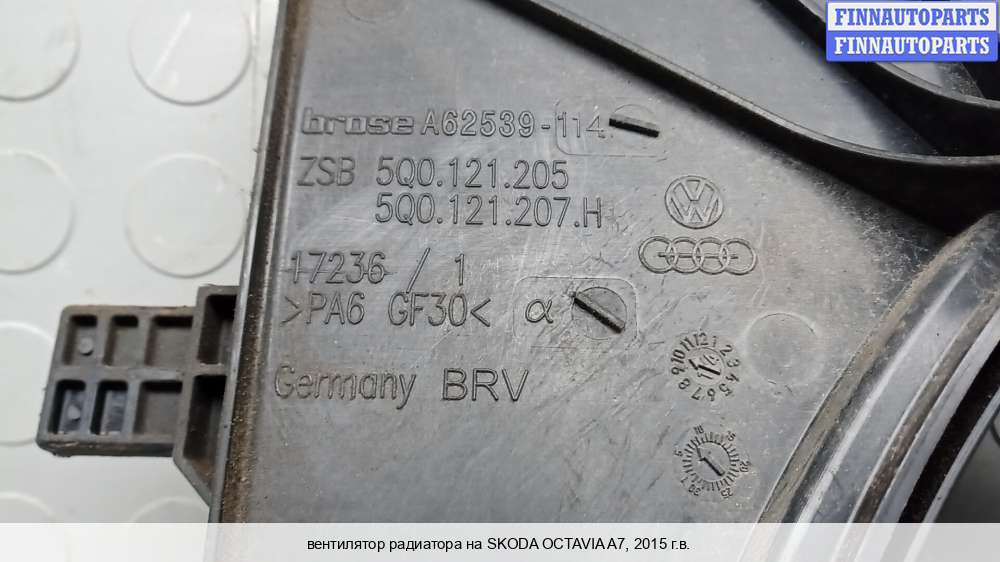 FINNAUTOPARTS
FINNAUTOPARTS
brose A62539-114
ZSB 5Q0.121.205
5Q0.121.207.H
17236 / 1
>PA6 GF30< α
Germany BRV
вентилятор радиатора на SKODA OCTAVIA A7, 2015 г.в.